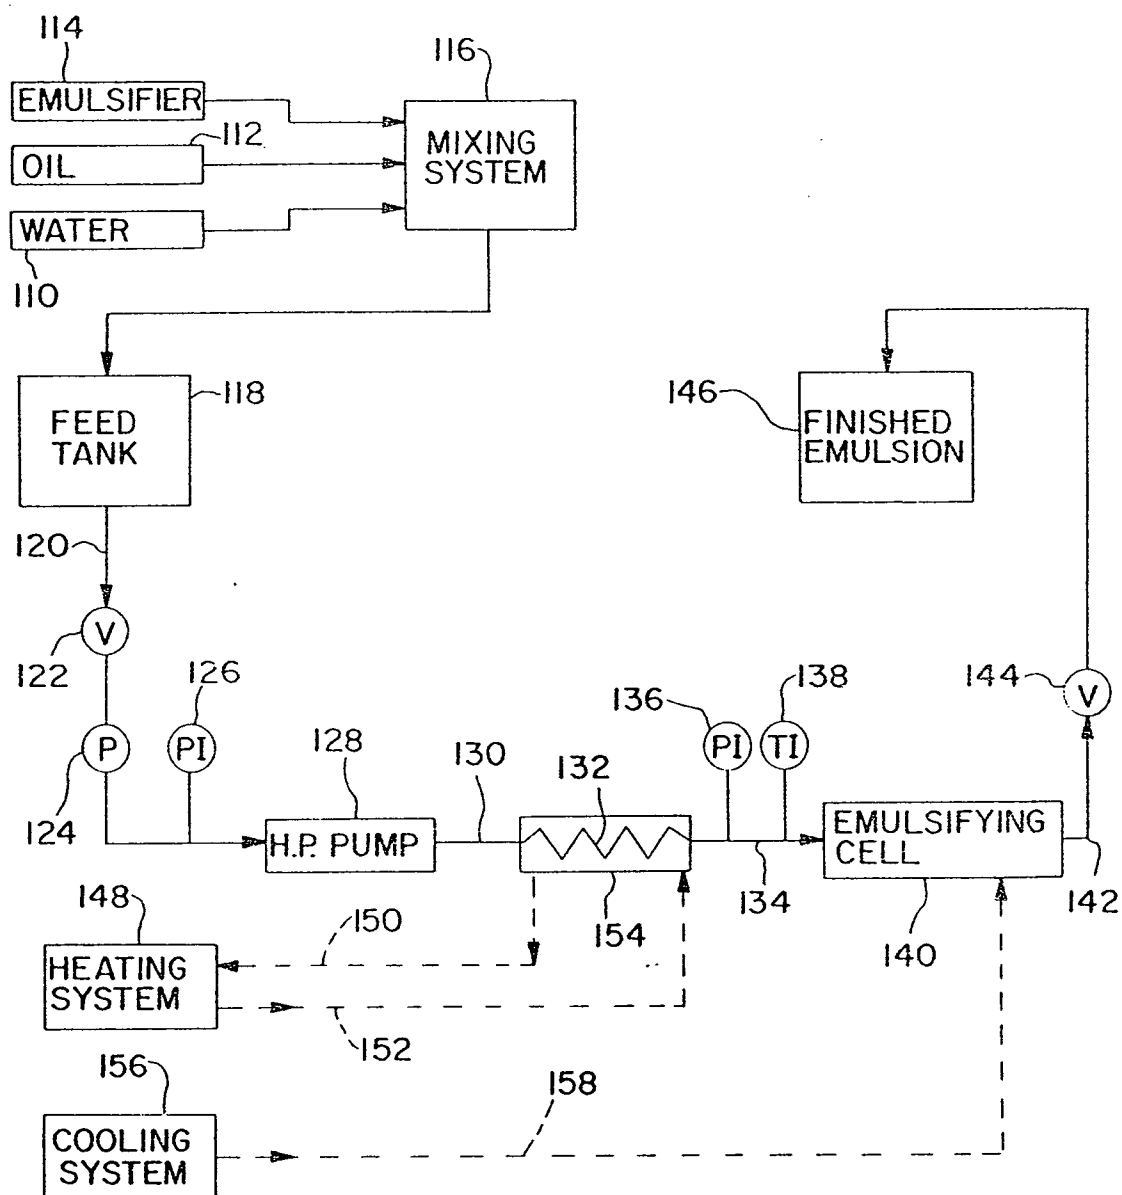 114
EMULSIFIER
112
OIL
WATER
110
116
MIXING
SYSTEM
118
FEED
TANK
120
V
122
P
124
126
PI
128
H.P. PUMP
130
132
154
136
PI
138
TI
134
EMULSIFYING
CELL
140
142
144
V
146
FINISHED
EMULSION
148
HEATING
SYSTEM
150
152
156
COOLING
SYSTEM
158